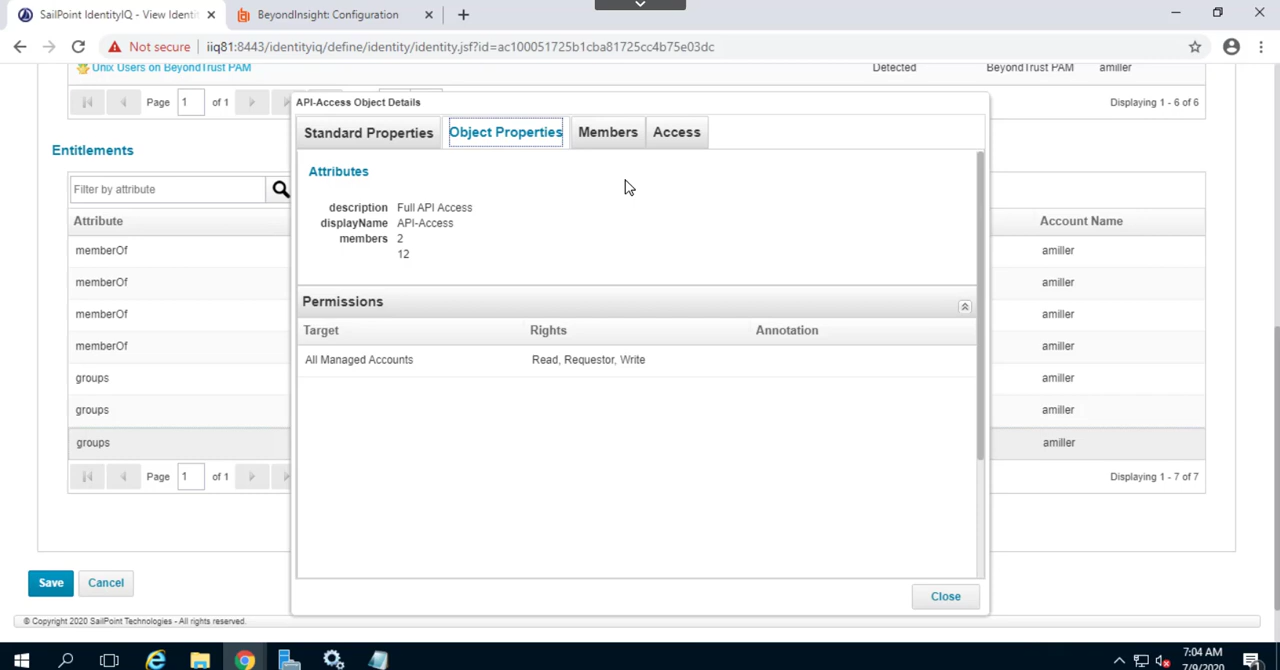 SailPoint IdentityIQ - View Identi
BeyondInsight: Configuration
Not secure
iiq81:8443/identityiq/define/identity/identity.jsf?id=ac100051725b1cba81725cc4b75e03dc
Unix Users on BeyondTrust PAM
Detected
BeyondTrust PAM
amiller
Page 1 of 1
Displaying 1 - 6 of 6
API-Access Object Details
Standard Properties
Object Properties
Members
Access
Entitlements
Attributes
Filter by attribute
description Full API Access
displayName API-Access
members 2
12
Attribute
Account Name
memberOf
amiller
memberOf
amiller
memberOf
amiller
memberOf
amiller
groups
amiller
groups
amiller
groups
amiller
Permissions
Target Rights Annotation
All Managed Accounts Read, Requestor, Write
Page 1 of 1
Displaying 1 - 7 of 7
Save
Cancel
Close
© Copyright 2020 SailPoint Technologies - All rights reserved.
7:04 AM
7/9/2020
1